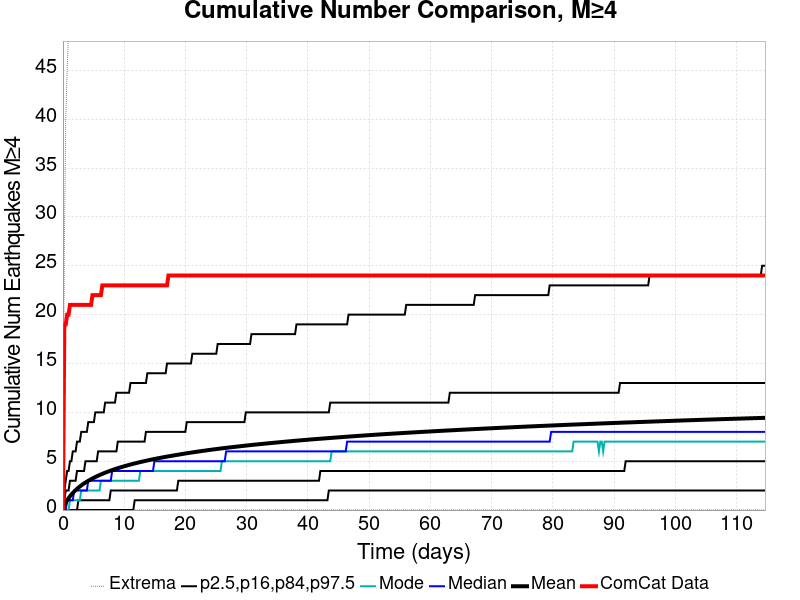 Cumulative Number Comparison, M≥4
Cumulative Num Earthquakes M≥4
45
40
35
30
25
20
15
10
5
0
0 10 20 30 40 50 60 70 80 90 100 110
Time (days)
Extrema p2.5,p16,p84,p97.5 Mode Median Mean ComCat Data